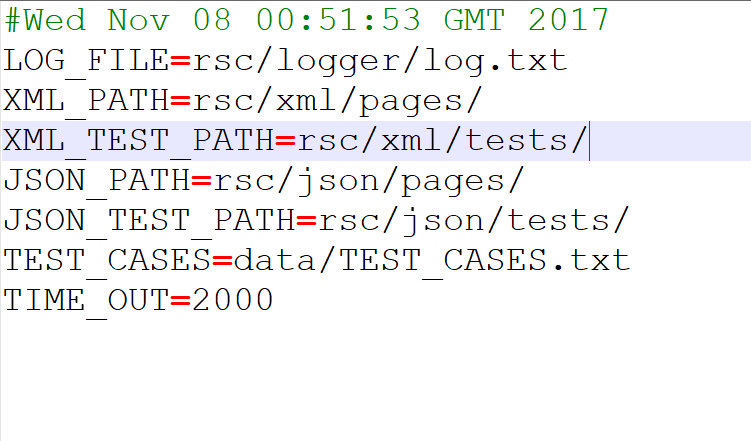 #Wed Nov 08 00:51:53 GMT 2017
LOG_FILE=rsc/logger/log.txt
XML_PATH=rsc/xml/pages/
XML_TEST_PATH=rsc/xml/tests/
JSON_PATH=rsc/json/pages/
JSON_TEST_PATH=rsc/json/tests/
TEST_CASES=data/TEST_CASES.txt
TIME_OUT=2000